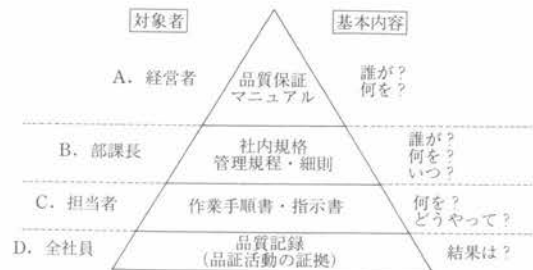 対象者
基本内容
A. 経営者
品質保証
マニュアル
誰が?
何を?
B. 部課長
社内規格
管理規程・細則
誰が?
何を?
いつ?
C. 担当者
作業手順書・指示書
何を?
どうやって?
D. 全社員
品質記録
(品証活動の証拠)
結果は?